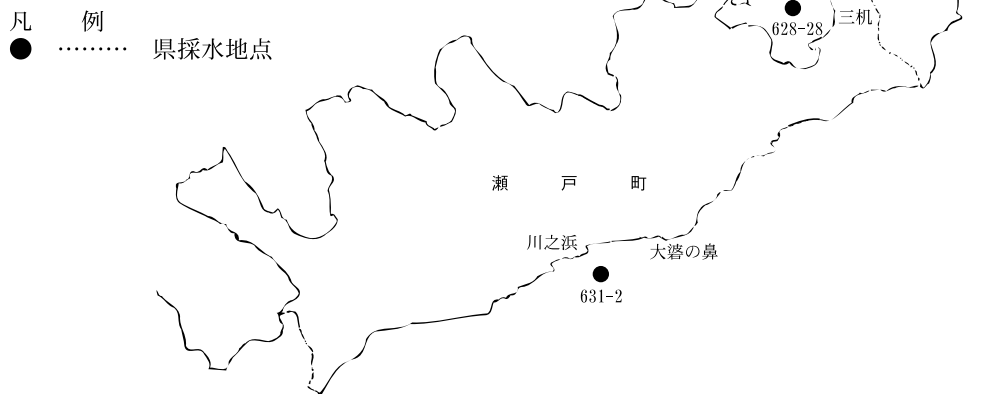 凡 例
● ……… 県採水地点
628-28
三机
瀬 戸 町
川之浜
大碆の鼻
631-2